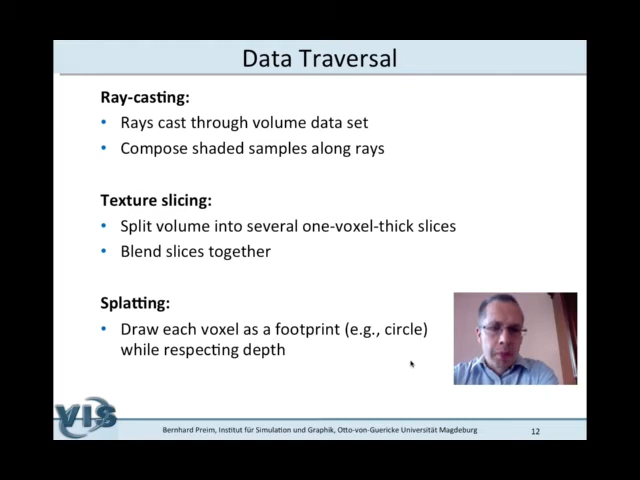 Data Traversal
Ray-casting:
• Rays cast through volume data set
• Compose shaded samples along rays
Texture slicing:
• Split volume into several one-voxel-thick slices
• Blend slices together
Splatting:
• Draw each voxel as a footprint (e.g., circle)
while respecting depth
VIS
Bernhard Preim, Institut für Simulation und Graphik, Otto-von-Guericke Universität Magdeburg
12